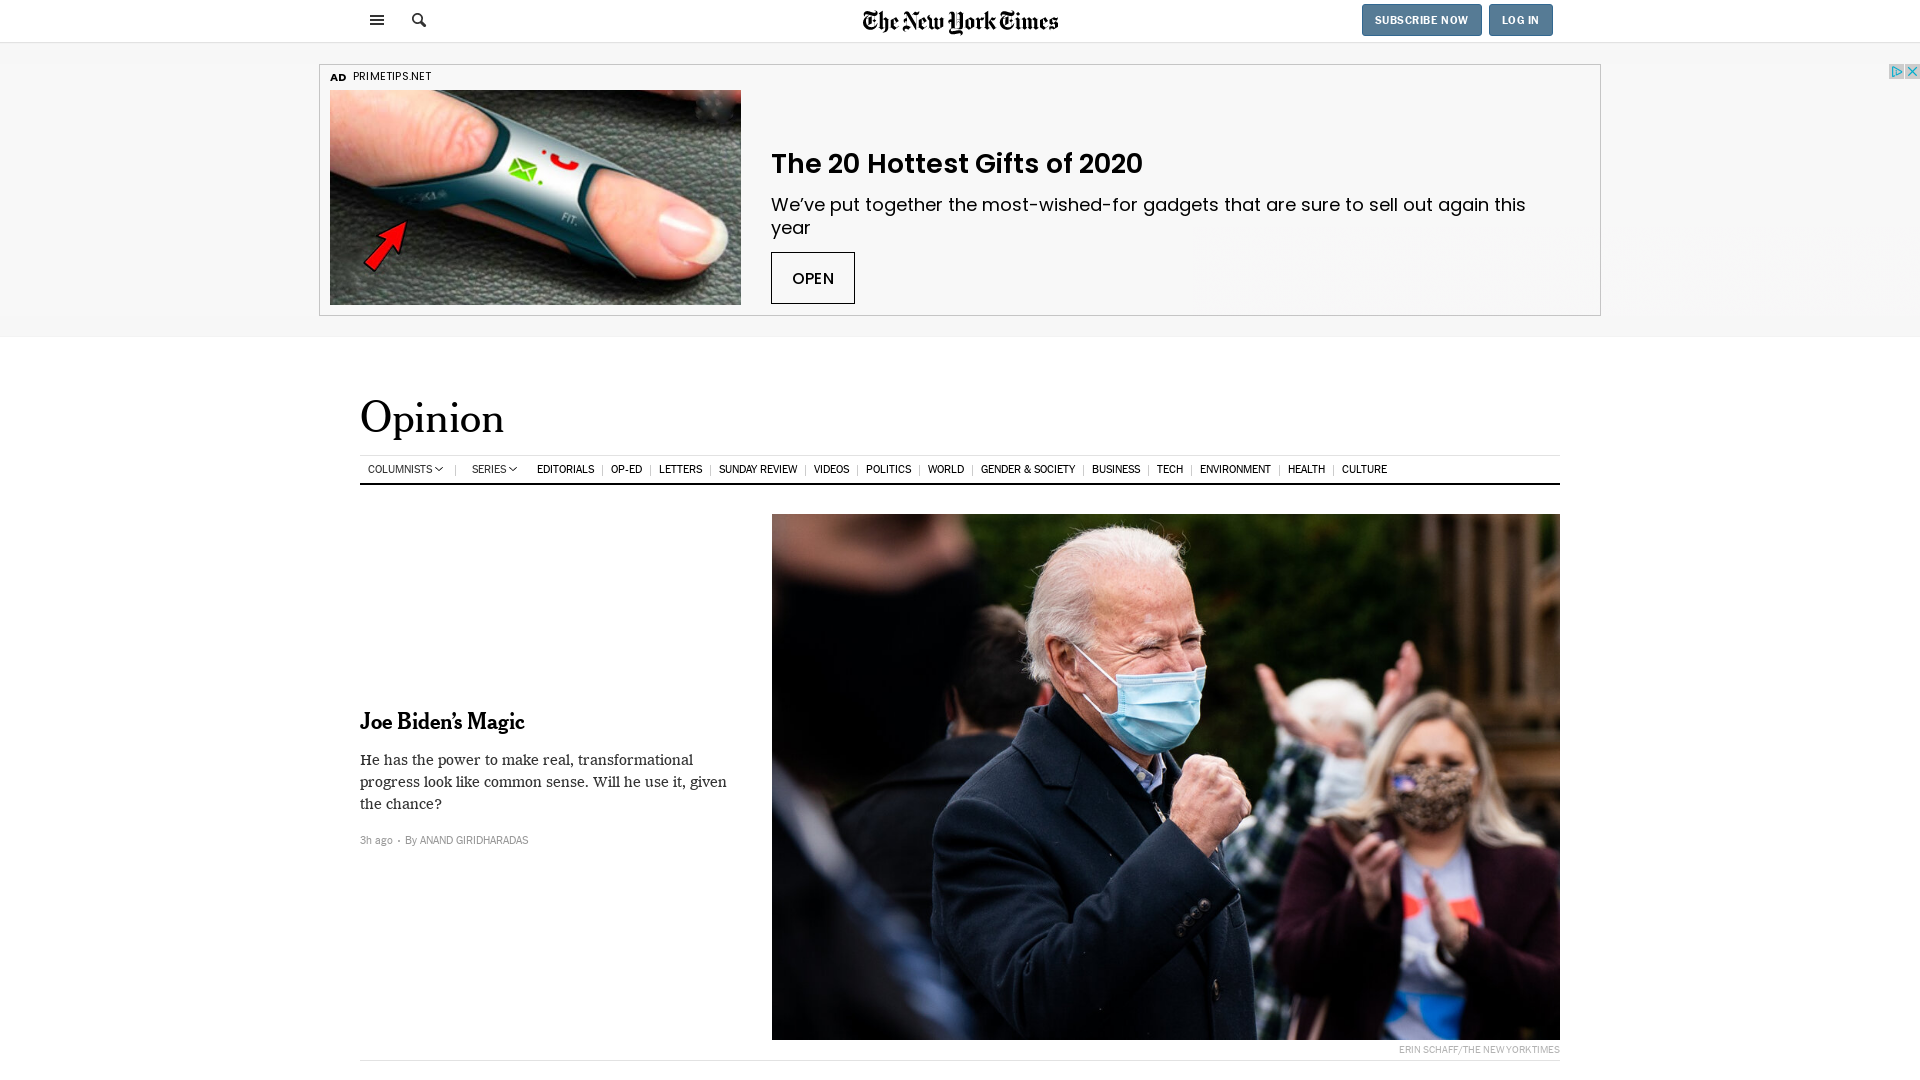 The New York Times
SUBSCRIBE NOW
LOG IN
AD PRIMETIPS.NET
FIT.
The 20 Hottest Gifts of 2020
We’ve put together the most-wished-for gadgets that are sure to sell out again this
year
OPEN
Opinion
COLUMNISTS SERIES EDITORIALS OP-ED LETTERS SUNDAY REVIEW VIDEOS POLITICS WORLD GENDER & SOCIETY BUSINESS TECH ENVIRONMENT HEALTH CULTURE
Joe Biden’s Magic
He has the power to make real, transformational
progress look like common sense. Will he use it, given
the chance?
3h ago • By ANAND GIRIDHARADAS
ERIN SCHAFF/THE NEW YORK TIMES